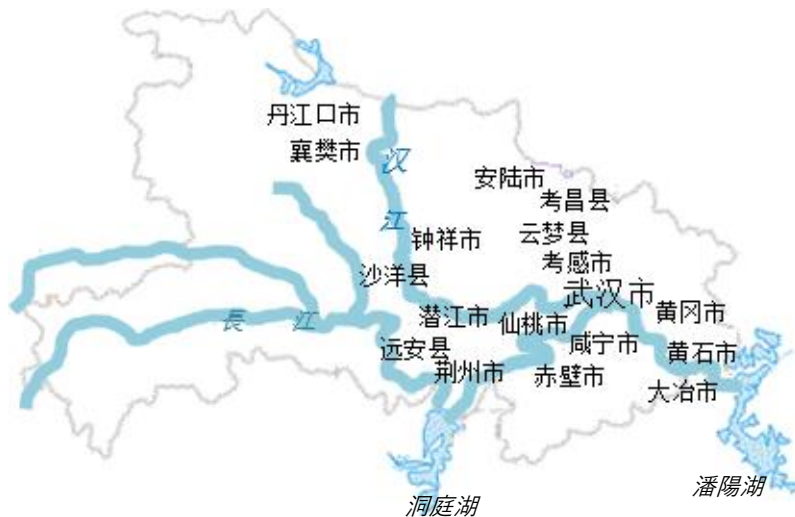 丹江口市
襄樊市
汉
江
安陆市
考昌县
云梦县
钟祥市
考感市
沙洋县
武汉市
長 江
潜江市
仙桃市
黄冈市
远安县
咸宁市
黄石市
荆州市
赤壁市
大冶市
潘陽湖
洞庭湖